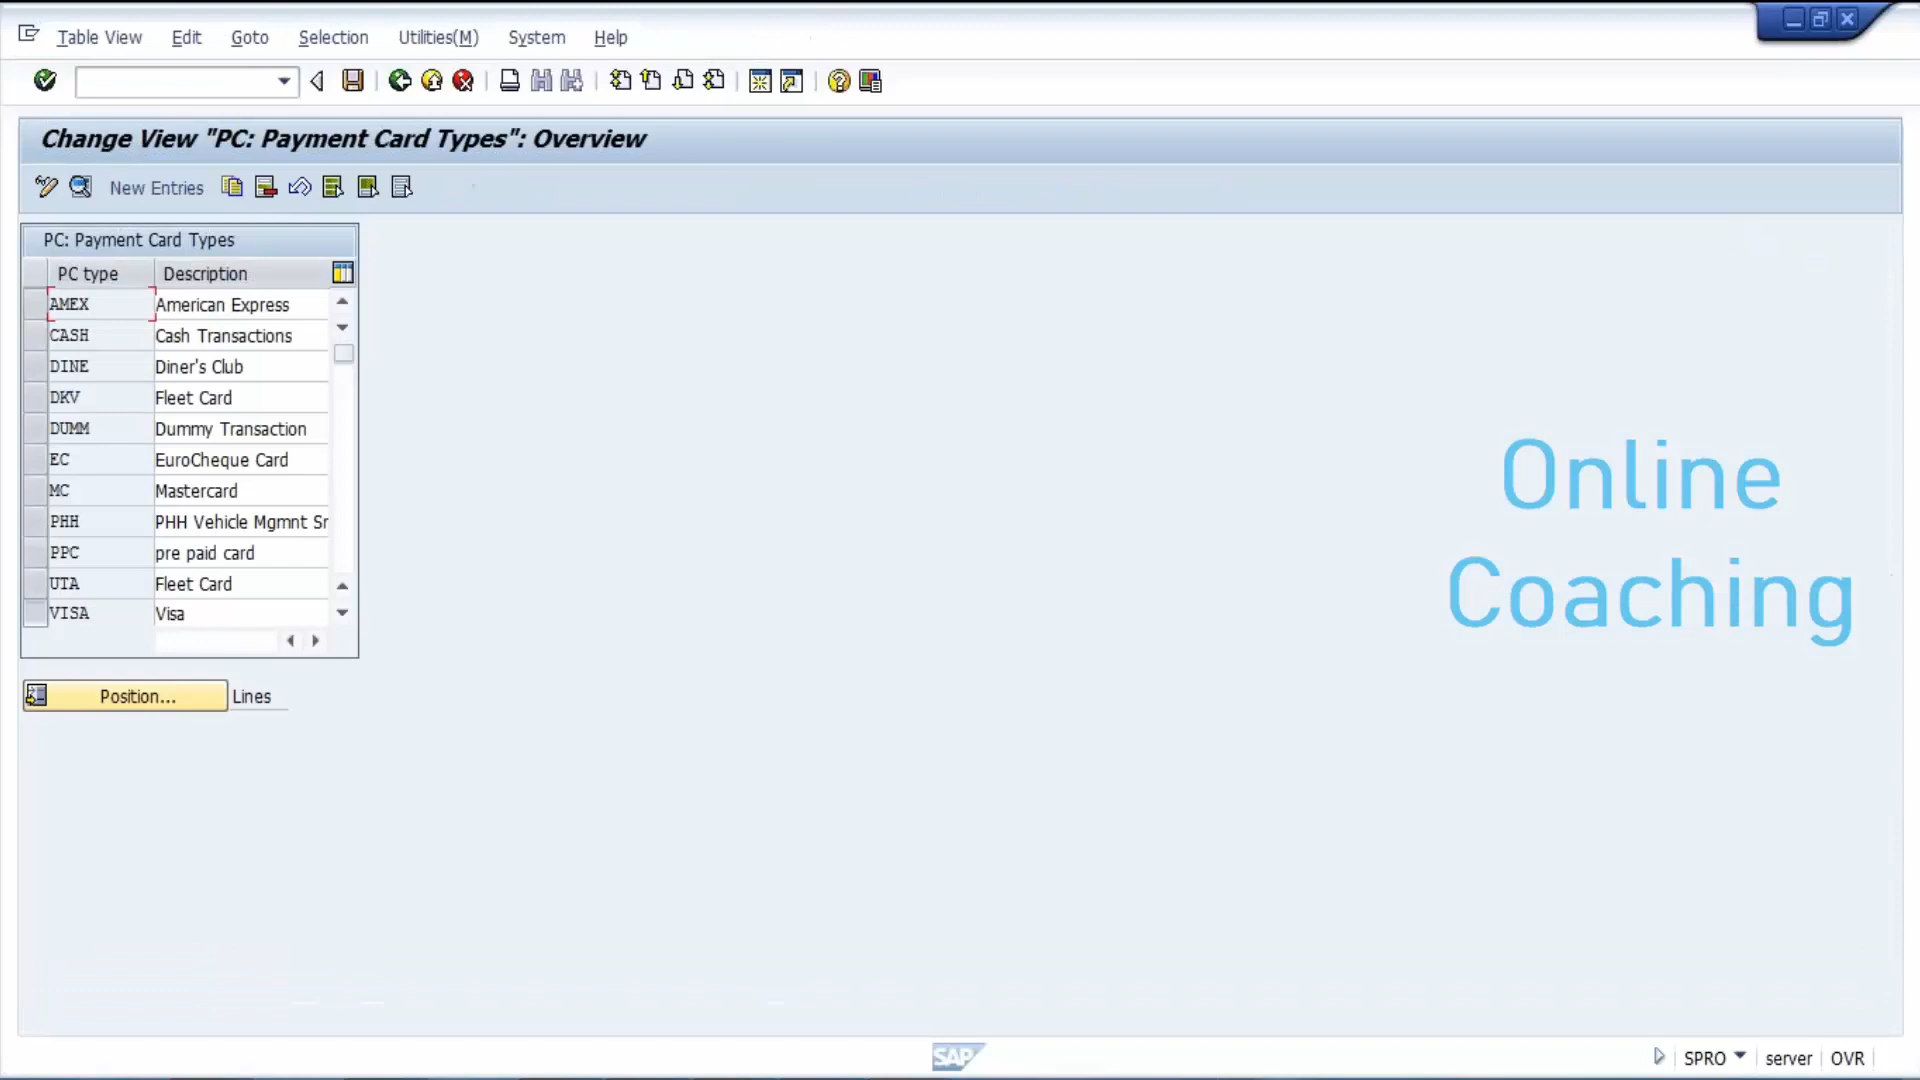 Table View Edit Goto Selection Utilities(M) System Help
Change View "PC: Payment Card Types": Overview
New Entries
PC: Payment Card Types
PC type Description
AMEX American Express
CASH Cash Transactions
DINE Diner's Club
DKV Fleet Card
DUMM Dummy Transaction
EC EuroCheque Card
MC Mastercard
PHH PHH Vehicle Mgmnt Sr
PPC pre paid card
UTA Fleet Card
VISA Visa
Position... Lines
Online
Coaching
SAP
SPRO server OVR